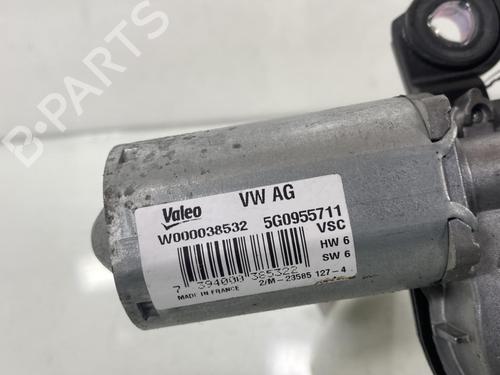 Valeo VW AG
W000038532 5G0955711
VSC
HW 6
SW 6
7 394000 385322
2/M-23585 127-4
MADE IN FRANCE
B-PARTS